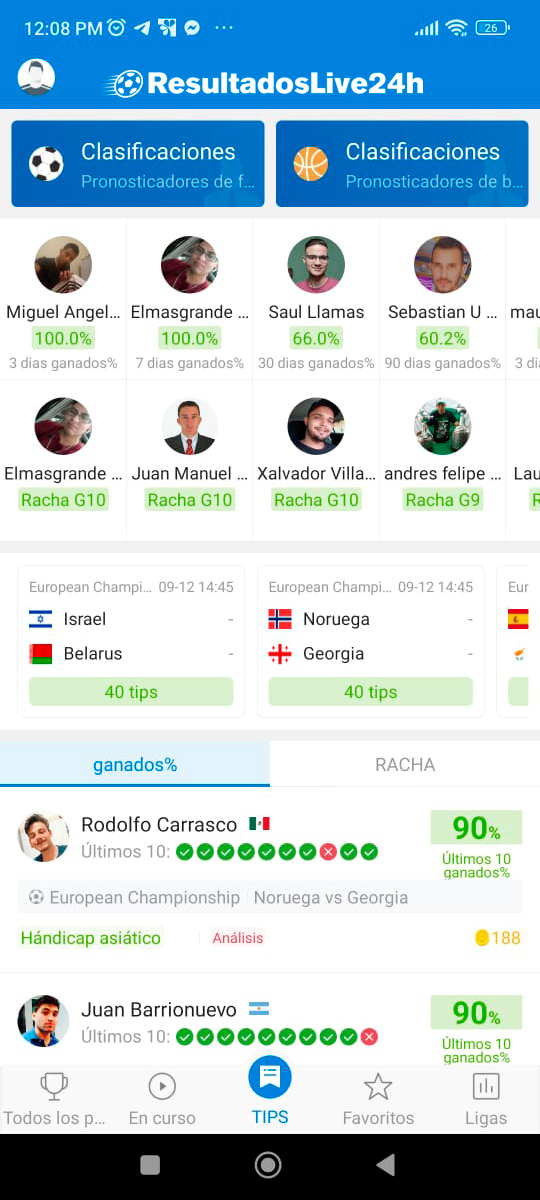 12:08 PM
26
ResultadosLive24h
Clasificaciones
Pronosticadores de f...
Clasificaciones
Pronosticadores de b...
Miguel Angel...
100.0%
3 dias ganados%
Elmasgrande ...
100.0%
7 dias ganados%
Saul Llamas
66.0%
30 dias ganados%
Sebastian U ...
60.2%
90 dias ganados%
mau
3 di
Elmasgrande ...
Racha G10
Juan Manuel ...
Racha G10
Xalvador Villa...
Racha G10
andres felipe ...
Racha G9
Lau
R
European Champi... 09-12 14:45
Israel -
Belarus -
40 tips
European Champi... 09-12 14:45
Noruega -
Georgia -
40 tips
Eur
ganados%
RACHA
Rodolfo Carrasco
Últimos 10:
90%
Últimos 10
ganados%
European Championship Noruega vs Georgia
Hándicap asiático
Análisis
188
Juan Barrionuevo
Últimos 10:
90%
Últimos 10
ganados%
Todos los p...
En curso
TIPS
Favoritos
Ligas